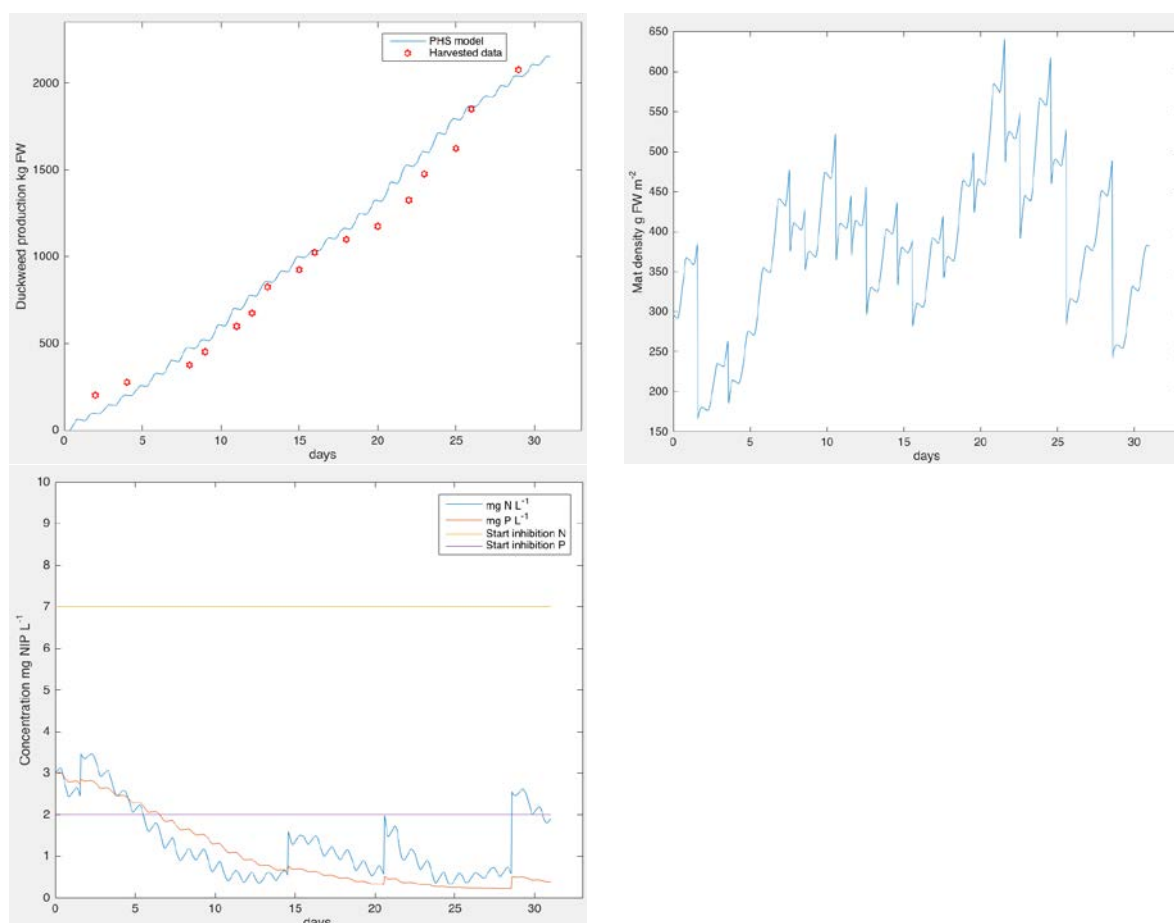 PHS model
Harvested data
Duckweed production kg FW
2000
1500
1000
500
0
0 5 10 15 20 25 30
days
Mat density g FW m-2
650
600
550
500
450
400
350
300
250
200
150
0 5 10 15 20 25 30
days
mg N L-1
mg P L-1
Start inhibition N
Start inhibition P
Concentration mg N|P L-1
10
9
8
7
6
5
4
3
2
1
0
0 5 10 15 20 25 30
days